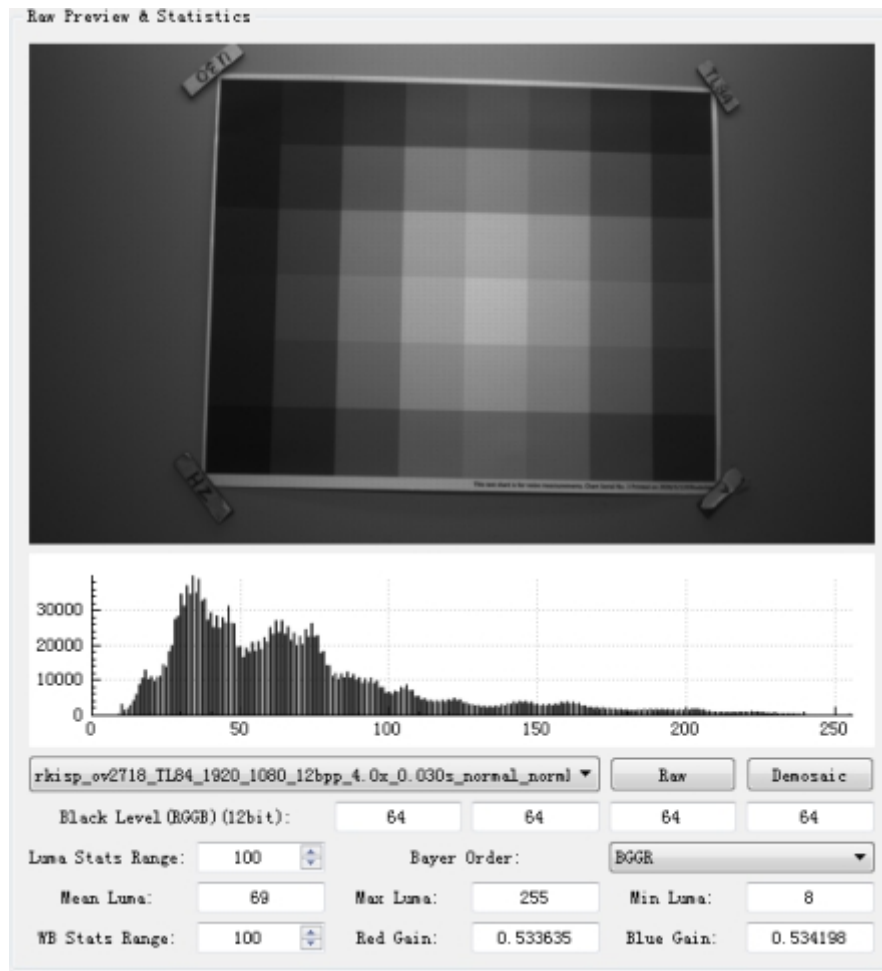 Raw Preview & Statistics
TL84
HZ
30000
20000
10000
0
0 50 100 150 200 250
rkisp_ov2718_TL84_1920_1080_12bpp_4.0x_0.030s_normal_norml Raw Demosaic
Black Level(RGGB)(12bit): 64 64 64 64
Luma Stats Range: 100 Bayer Order: BGGR
Mean Luma: 69 Max Luma: 255 Min Luma: 8
WB Stats Range: 100 Red Gain: 0.533635 Blue Gain: 0.534198